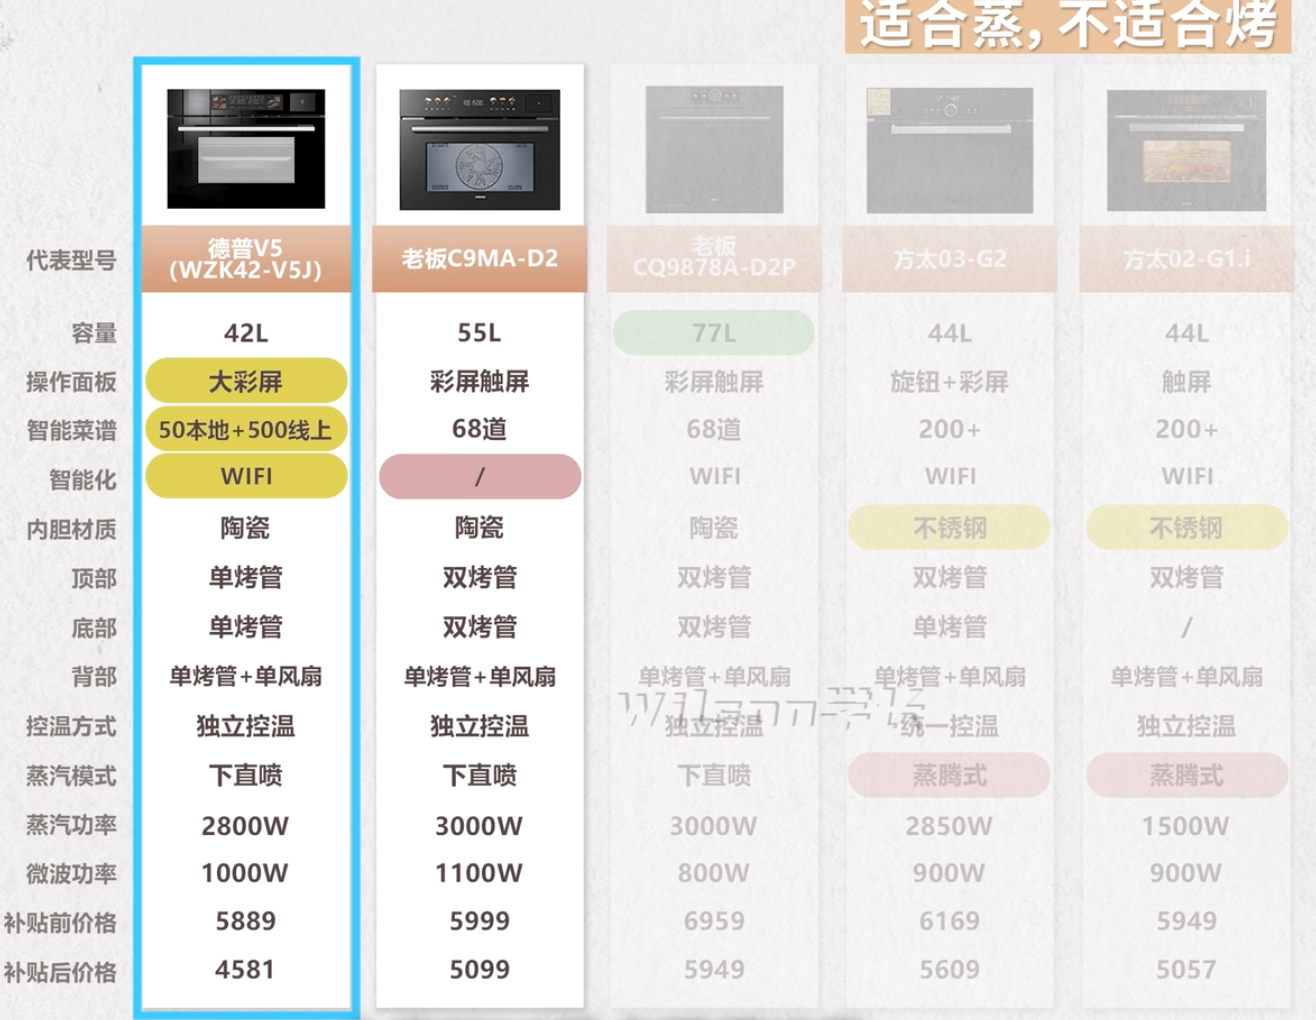 适合蒸，不适合烤
代表型号 德普V5 (WZK42-V5J) 老板C9MA-D2 老板 CQ9878A-D2P 方太03-G2 方太02-G1.i
容量 42L 55L 77L 44L 44L
操作面板 大彩屏 彩屏触屏 彩屏触屏 旋钮+彩屏 触屏
智能菜谱 50本地+500线上 68道 68道 200+ 200+
智能化 WIFI / WIFI WIFI WIFI
内胆材质 陶瓷 陶瓷 陶瓷 不锈钢 不锈钢
顶部 单烤管 双烤管 双烤管 双烤管 双烤管
底部 单烤管 双烤管 双烤管 单烤管 /
背部 单烤管+单风扇 单烤管+单风扇 单烤管+单风扇 单烤管+单风扇 单烤管+单风扇
控温方式 独立控温 独立控温 独立控温 统一控温 独立控温
蒸汽模式 下直喷 下直喷 下直喷 蒸腾式 蒸腾式
蒸汽功率 2800W 3000W 3000W 2850W 1500W
微波功率 1000W 1100W 800W 900W 900W
补贴前价格 5889 5999 6959 6169 5949
补贴后价格 4581 5099 5949 5609 5057